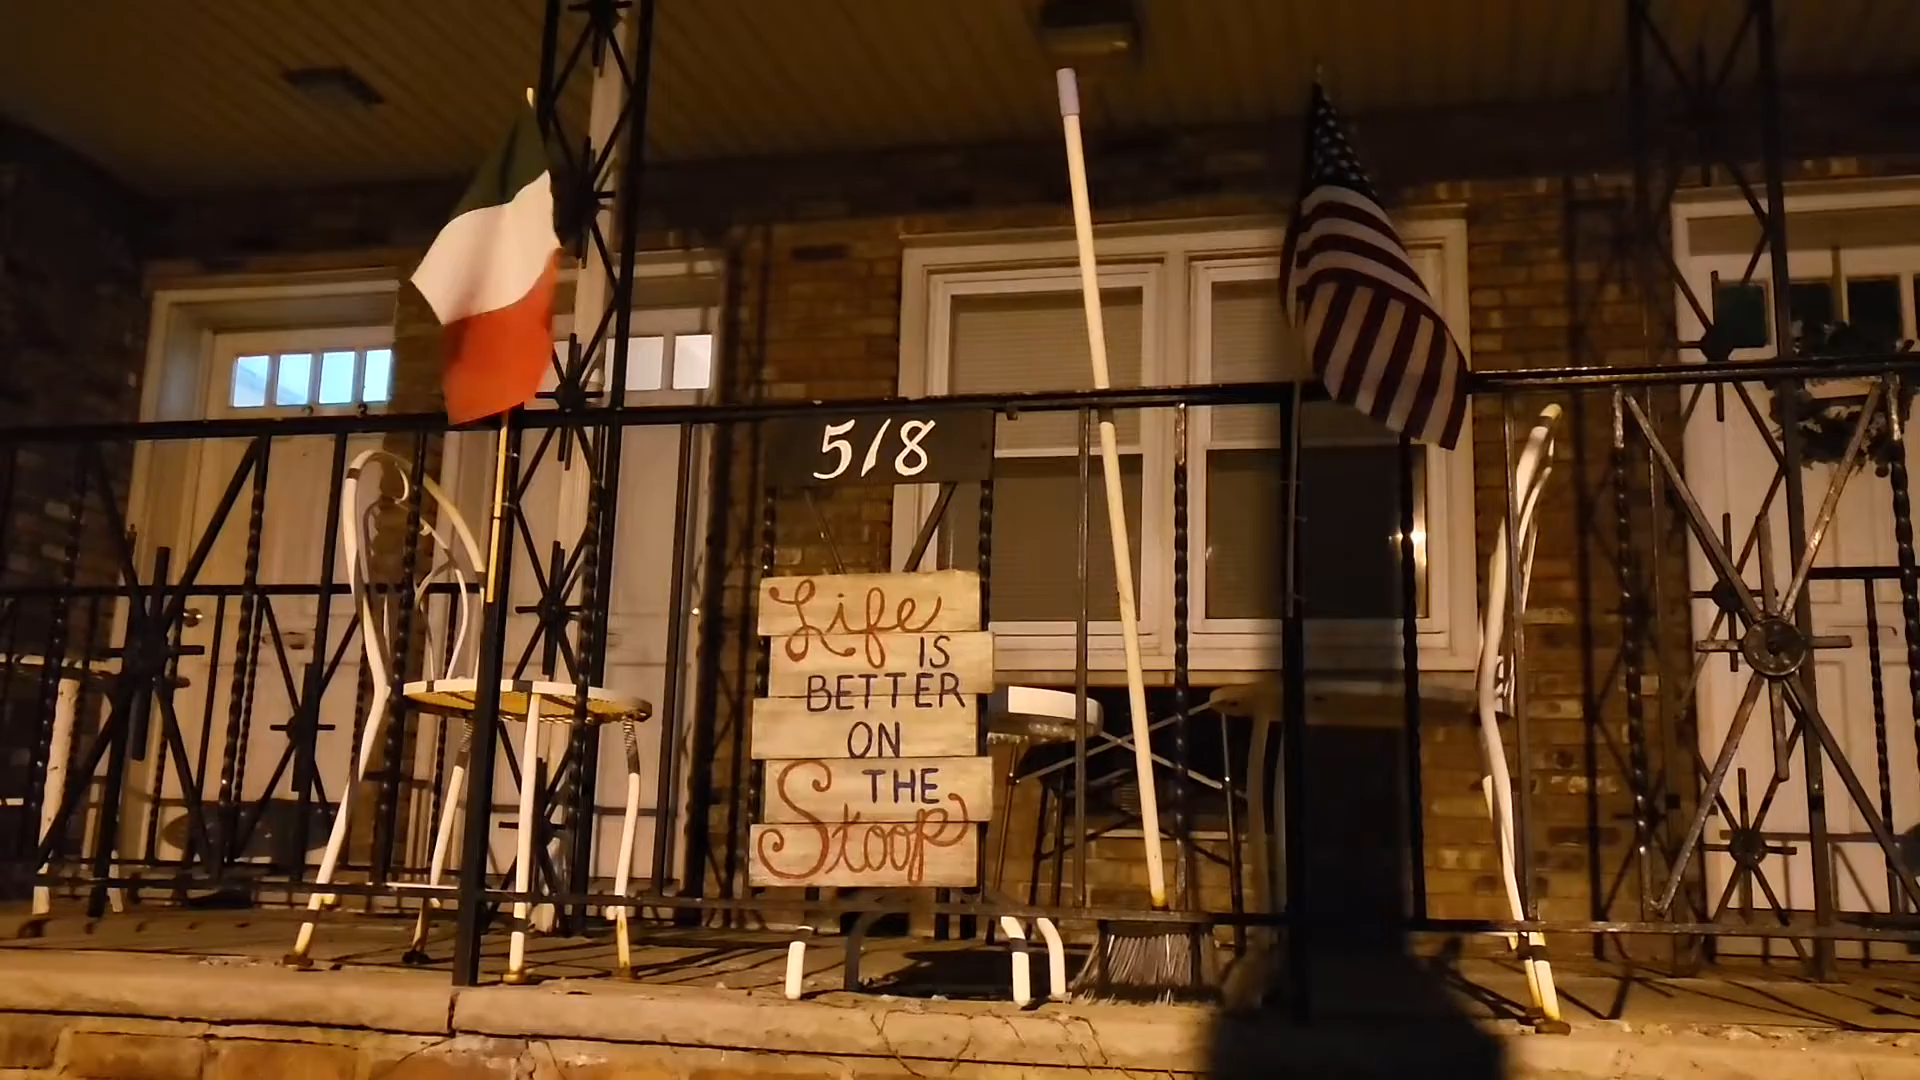 518
Life
IS
BETTER
ON
THE
Stoop